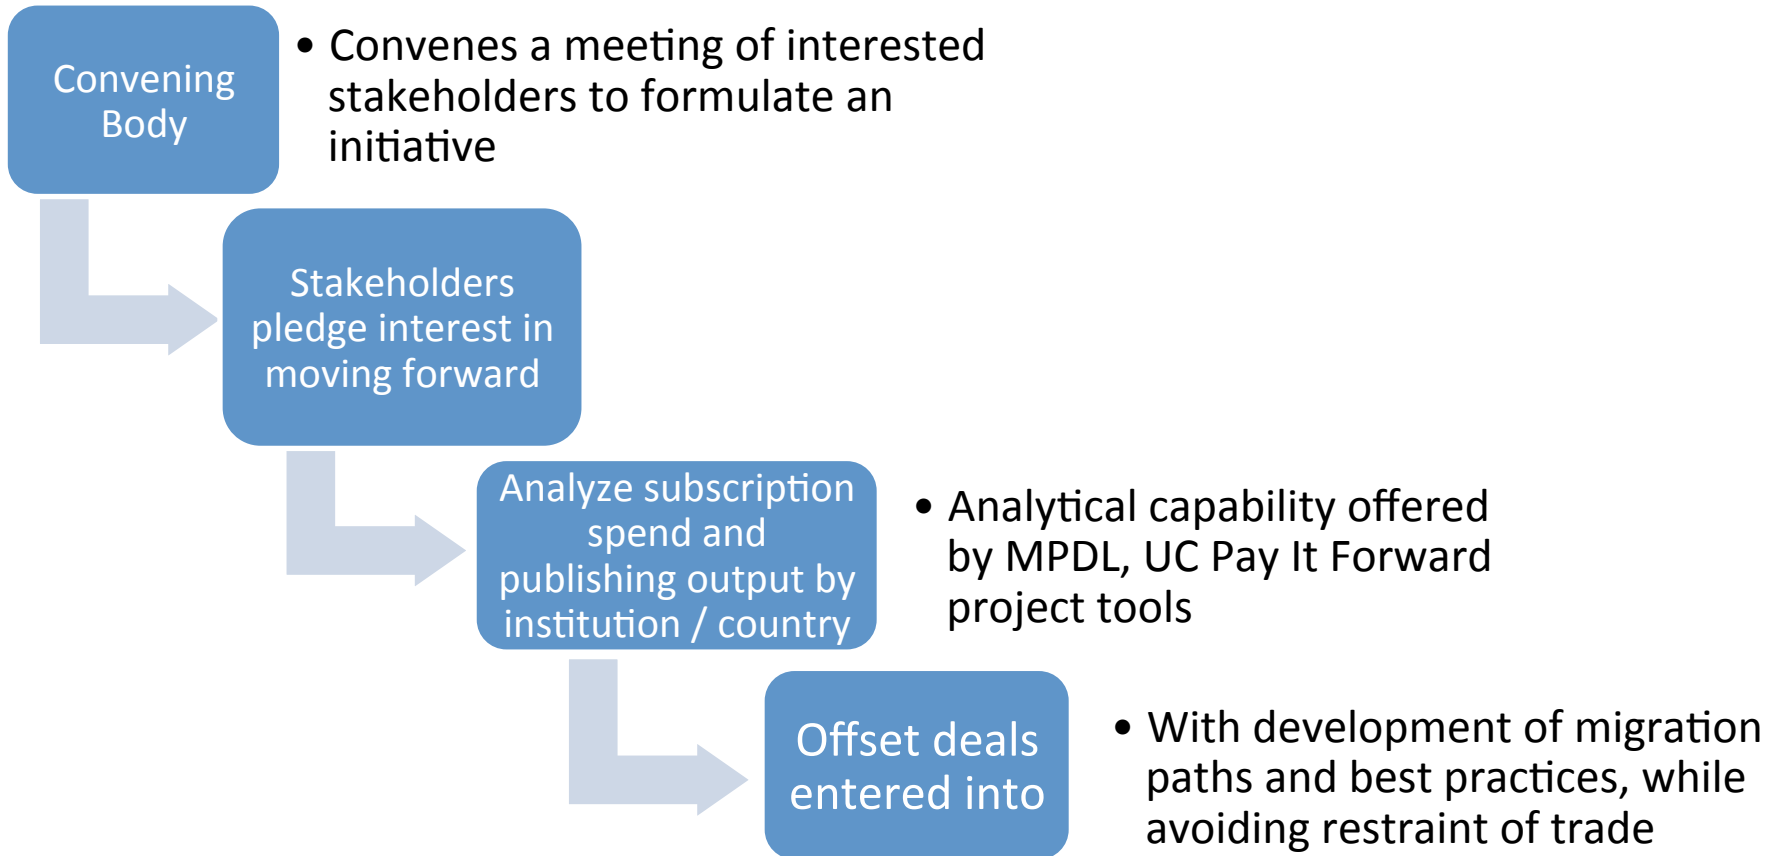 Convening
Body
• Convenes a meeting of interested
stakeholders to formulate an
initiative
Stakeholders
pledge interest in
moving forward
Analyze subscription
spend and
publishing output by
institution / country
• Analytical capability offered
by MPDL, UC Pay It Forward
project tools
Offset deals
entered into
• With development of migration
paths and best practices, while
avoiding restraint of trade